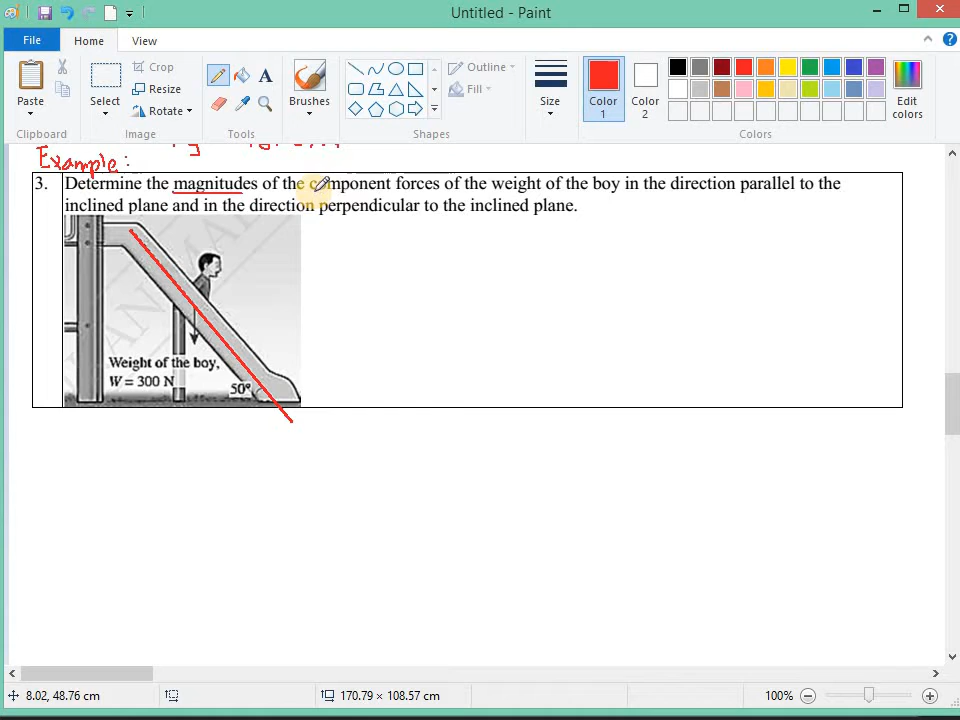 Untitled - Paint
File
Home
View
Paste
Select
Crop
Resize
Rotate
A
Brushes
Outline
Fill
Size
Color 1
Color 2
Edit colors
Clipboard
Image
Tools
Shapes
Colors
Example:
3. Determine the magnitudes of the component forces of the weight of the boy in the direction parallel to the
inclined plane and in the direction perpendicular to the inclined plane.
Weight of the boy,
W = 300 N
50°
8.02, 48.76 cm
170.79 × 108.57 cm
100%